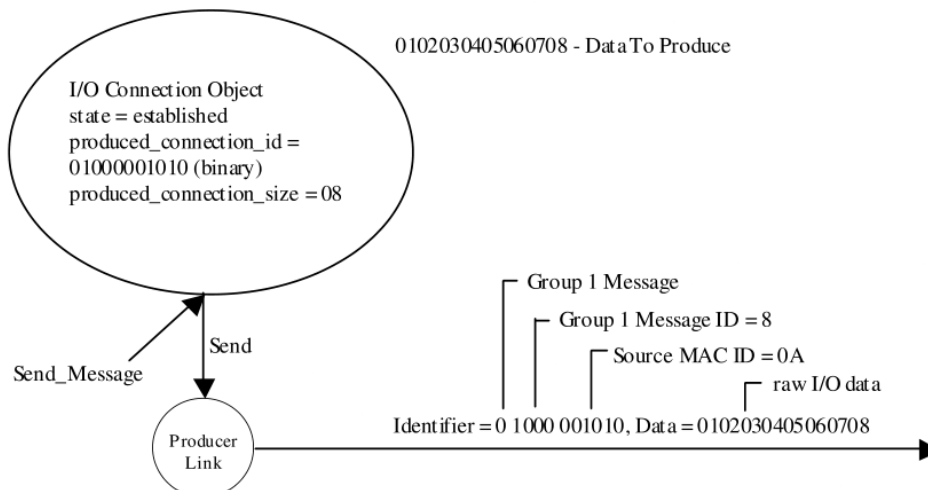 0102030405060708 - Data To Produce
I/O Connection Object
state = established
produced_connection_id =
01000001010 (binary)
produced_connection_size = 08
Group 1 Message
Group 1 Message ID = 8
Send
Source MAC ID = 0A
Send_Message
raw I/O data
Identifier = 0 1000 001010, Data = 0102030405060708
Producer
Link